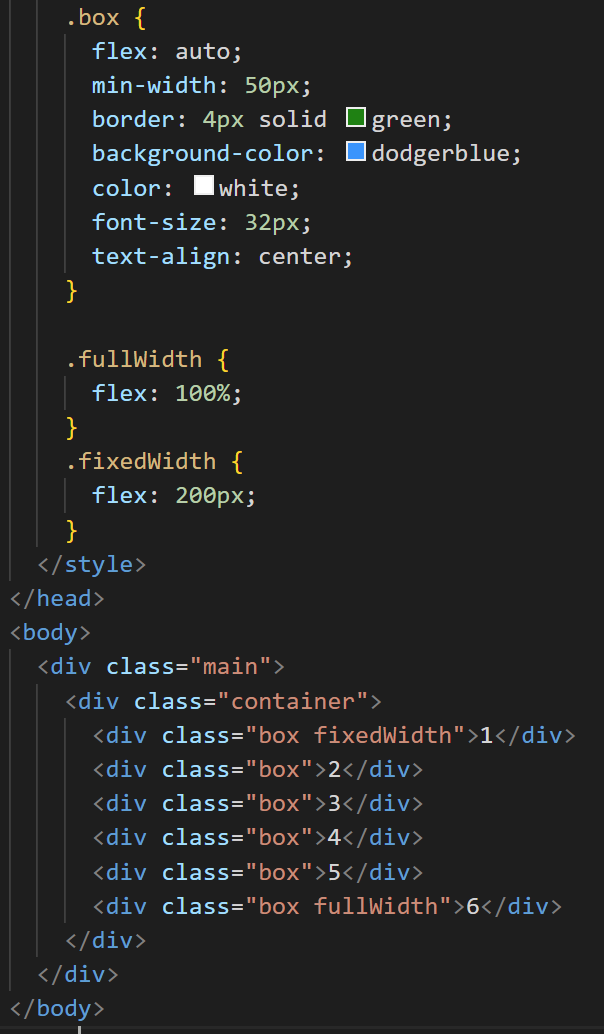 .box {
flex: auto;
min-width: 50px;
border: 4px solid green;
background-color: dodgerblue;
color: white;
font-size: 32px;
text-align: center;
}
.fullWidth {
flex: 100%;
}
.fixedWidth {
flex: 200px;
}
</style>
</head>
<body>
<div class="main">
<div class="container">
<div class="box fixedWidth">1</div>
<div class="box">2</div>
<div class="box">3</div>
<div class="box">4</div>
<div class="box">5</div>
<div class="box fullWidth">6</div>
</div>
</div>
</body>